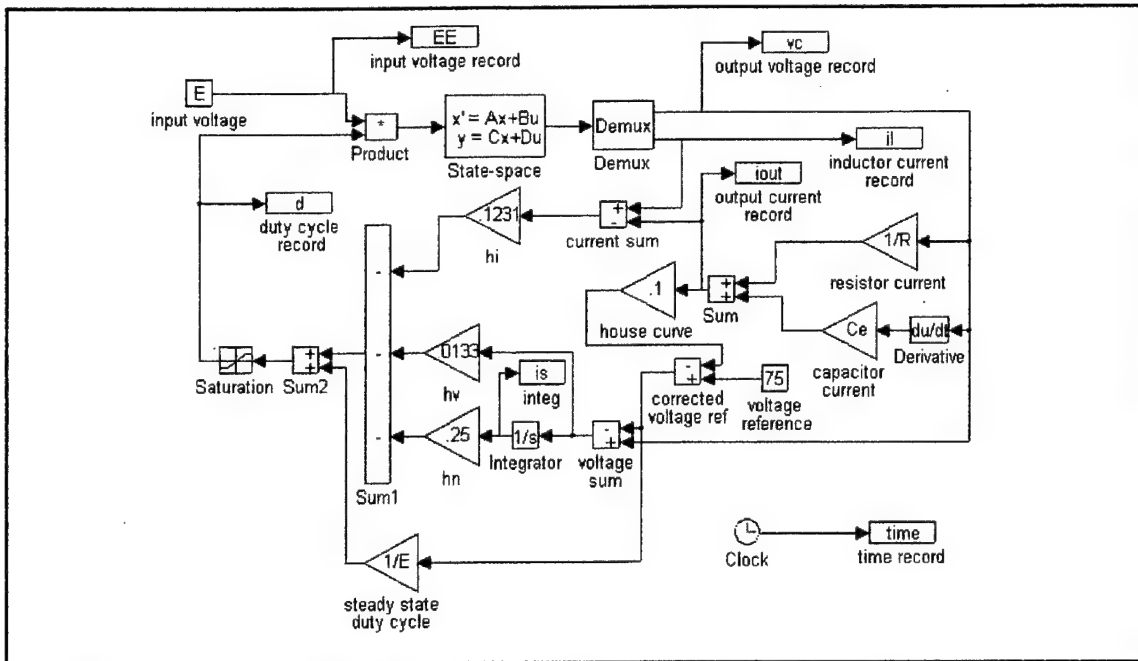 EE
input voltage record
vc
output voltage record
E
input voltage
*
Product
x' = Ax+Bu
y = Cx+Du
State-space
Demux
Demux
il
inductor current
record
iout
output current
record
d
duty cycle
record
.1231
hi
+
-
current sum
1/R
resistor current
-
.1
house curve
+
+
Sum
Ce
capacitor
current
du/dt
Derivative
Saturation
+
+
Sum2
-
.0133
hv
is
integ
-
+
corrected
voltage ref
75
voltage
reference
-
.25
hn
1/s
Integrator
-
+
voltage
sum
Sum1
1/E
steady state
duty cycle
Clock
time
time record